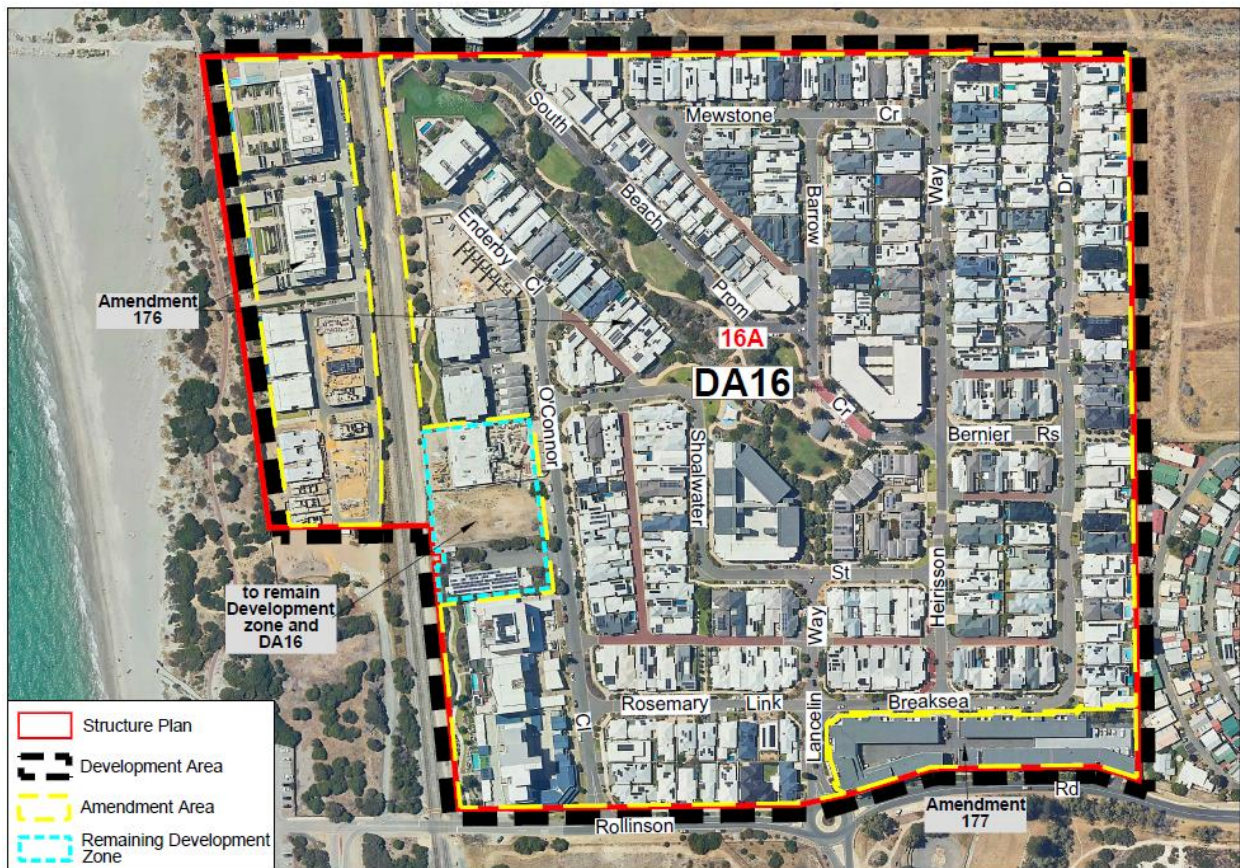 South
Mewstone
Cr
Beach
Barrow
Way
Dr
Enderby
Cl
Prom
Amendment
176
16A
DA16
O'Connor
Cr
Shoalwater
Bernier
Rs
St
Herrisson
to remain
Development
zone and
DA16
Way
Rosemary
Link
Breaksea
Cl
Lancelin
Structure Plan
Development Area
Amendment Area
Remaining Development
Zone
Rollinson
Rd
Amendment
177